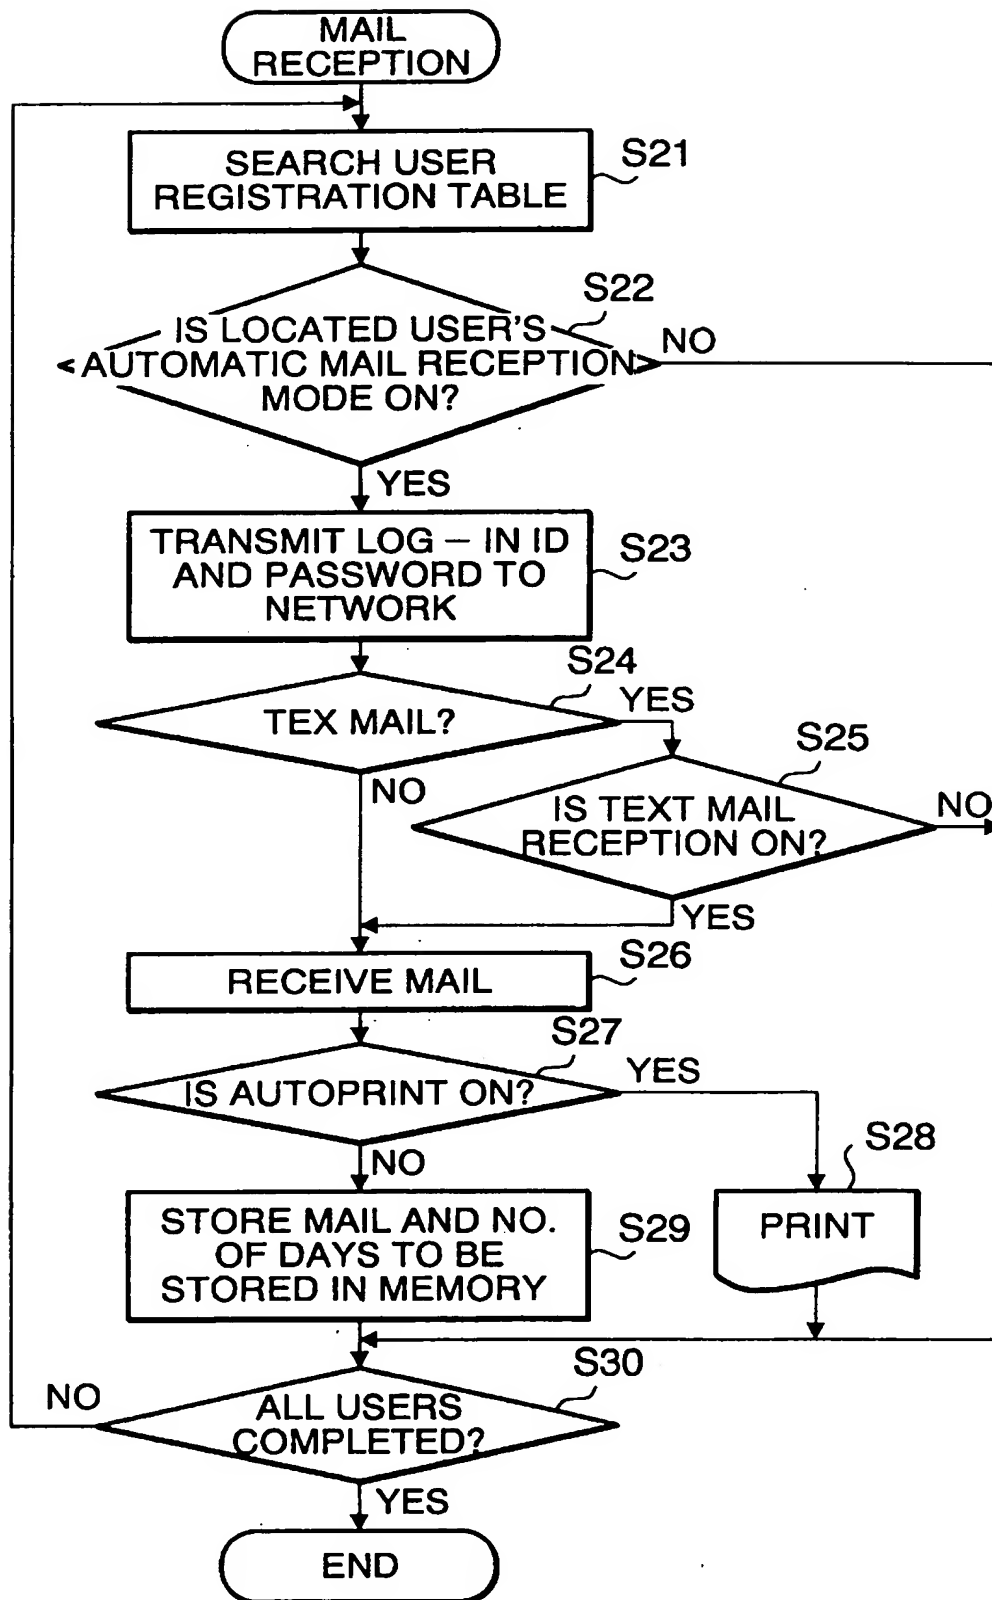 MAIL
RECEPTION
SEARCH USER
REGISTRATION TABLE
S21
S22
IS LOCATED USER'S
AUTOMATIC MAIL RECEPTION
MODE ON?
NO
YES
TRANSMIT LOG – IN ID
AND PASSWORD TO
NETWORK
S23
S24
TEX MAIL?
YES
NO
S25
IS TEXT MAIL
RECEPTION ON?
NO
YES
S26
RECEIVE MAIL
S27
IS AUTOPRINT ON?
YES
NO
S28
PRINT
STORE MAIL AND NO.
OF DAYS TO BE
STORED IN MEMORY
S29
S30
NO
ALL USERS
COMPLETED?
YES
END